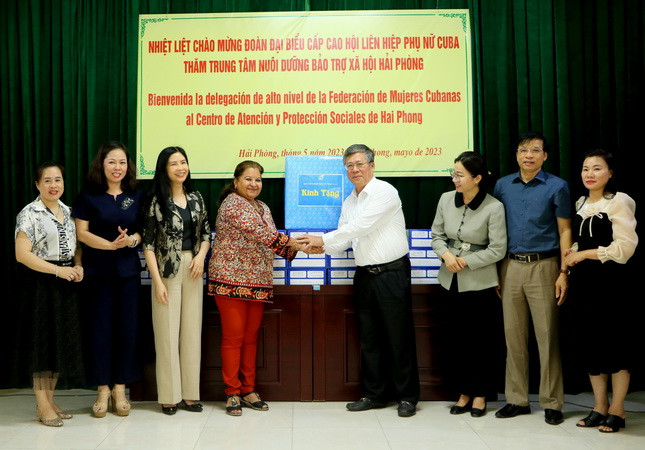 NHIỆT LIỆT CHÀO MỪNG ĐOÀN ĐẠI BIỂU CẤP CAO HỘI LIÊN HIỆP PHỤ NỮ CUBA
THĂM TRUNG TÂM NUÔI DƯỠNG BẢO TRỢ XÃ HỘI HẢI PHÒNG
Bienvenida la delegación de alto nivel de la Federación de Mujeres Cubanas
al Centro de Atención y Protección Sociales de Hai Phong
Hải Phòng, tháng 5 năm 2023 Phong, mayo de 2023
Kính Tặng